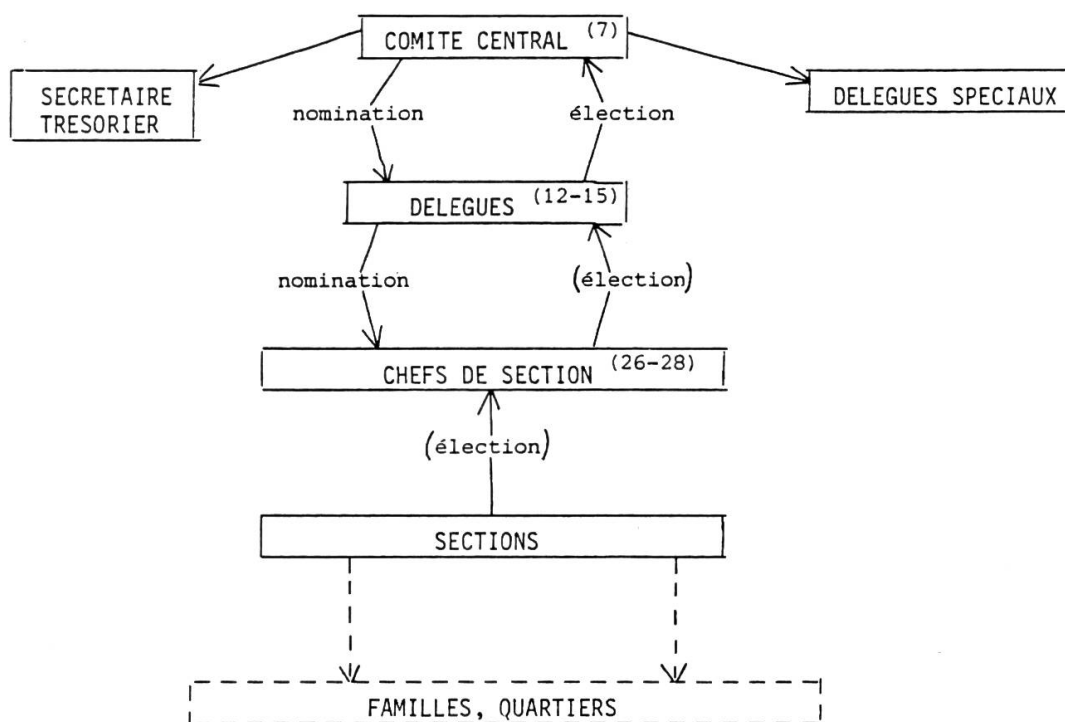 COMITE CENTRAL (7)
SECRETAIRE
TRESORIER
DELEGUES SPECIAUX
nomination
élection
DELEGUES (12-15)
nomination
(élection)
CHEFS DE SECTION (26-28)
(élection)
SECTIONS
FAMILLES, QUARTIERS